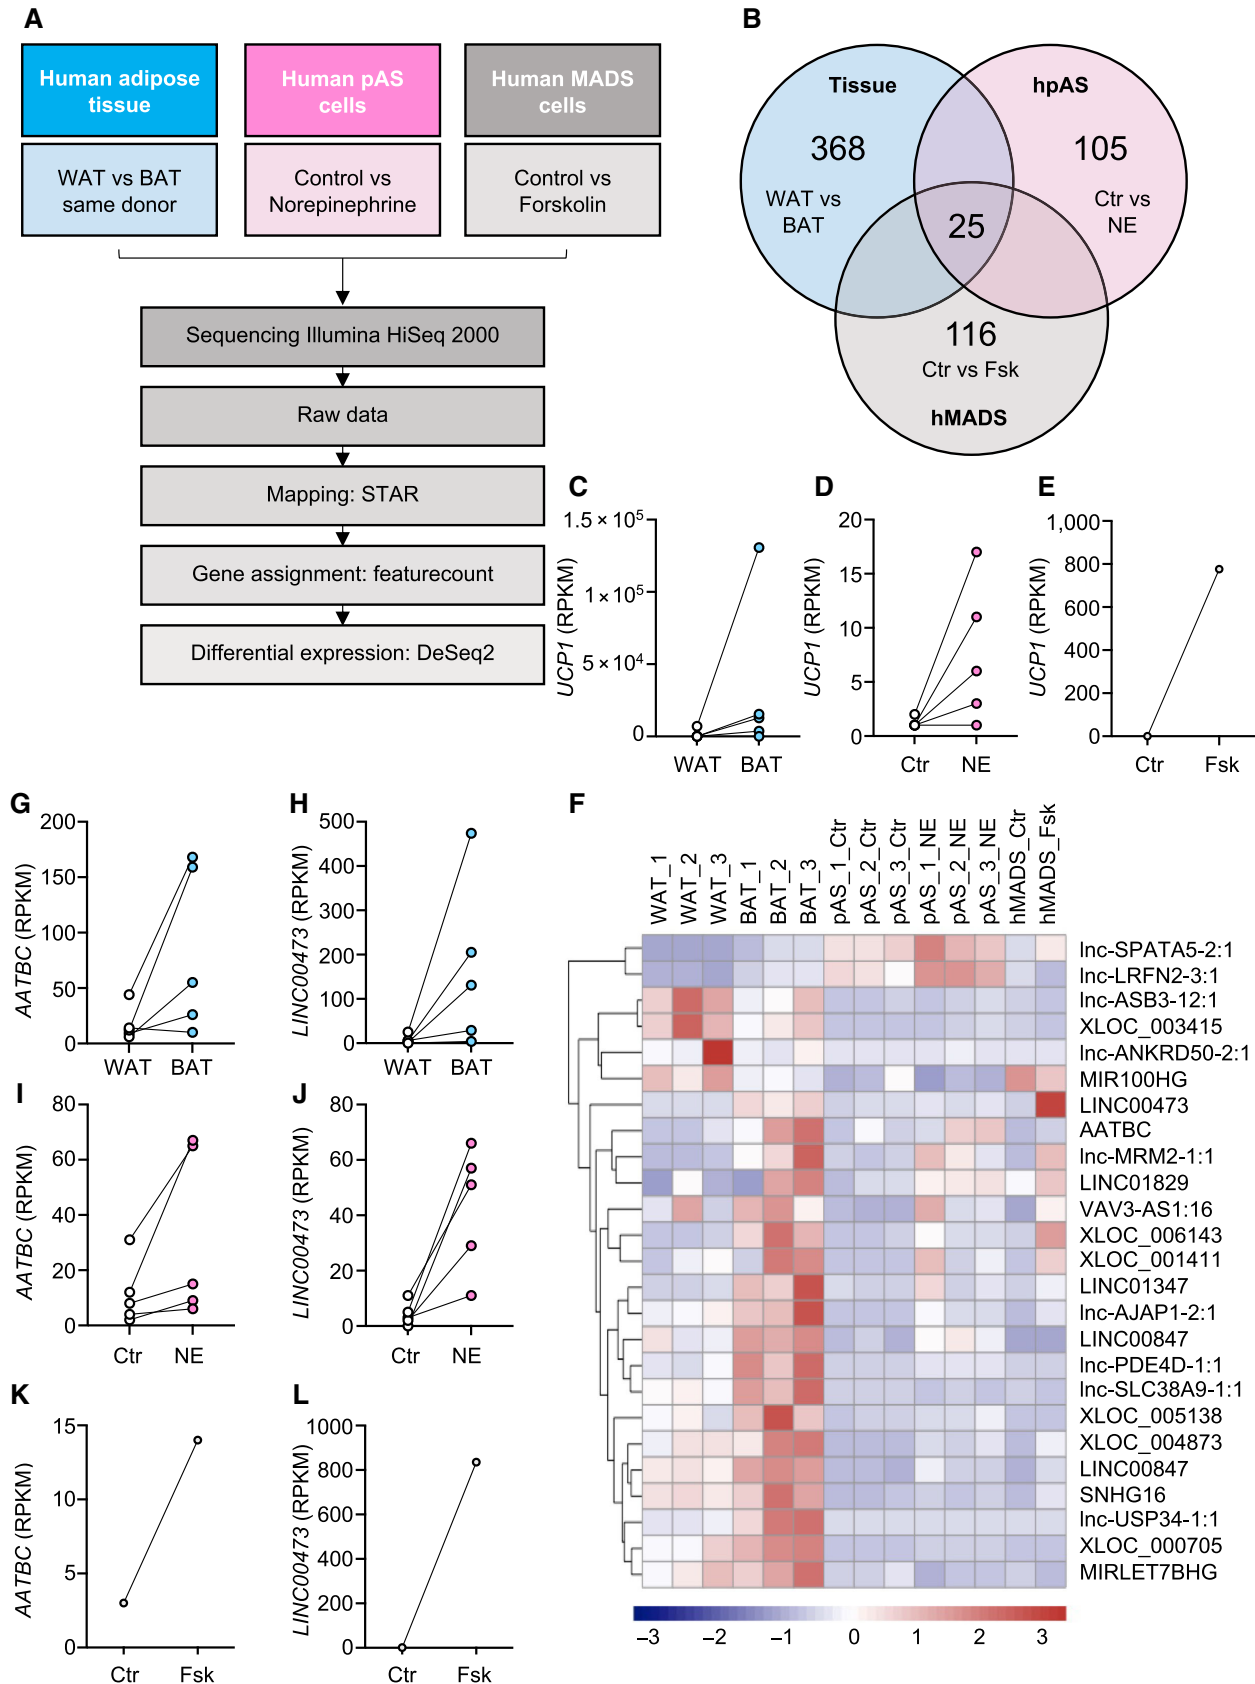 A
Human adipose
tissue
Human pAS
cells
Human MADS
cells
WAT vs BAT
same donor
Control vs
Norepinephrine
Control vs
Forskolin
Sequencing Illumina HiSeq 2000
Raw data
Mapping: STAR
Gene assignment: featurecount
Differential expression: DeSeq2
B
Tissue
hpAS
368
105
WAT vs
BAT
Ctr vs
NE
25
116
Ctr vs Fsk
hMADS
C
UCP1 (RPKM)
1.5 × 10⁵
1 × 10⁵
5 × 10⁴
0
WAT BAT
D
UCP1 (RPKM)
20
15
10
5
0
Ctr NE
E
UCP1 (RPKM)
1,000
800
600
400
200
0
Ctr Fsk
F
WAT_1
WAT_2
WAT_3
BAT_1
BAT_2
BAT_3
pAS_1_Ctr
pAS_2_Ctr
pAS_3_Ctr
pAS_1_NE
pAS_2_NE
pAS_3_NE
hMADS_Ctr
hMADS_Fsk
lnc-SPATA5-2:1
lnc-LRFN2-3:1
lnc-ASB3-12:1
XLOC_003415
lnc-ANKRD50-2:1
MIR100HG
LINC00473
AATBC
lnc-MRM2-1:1
LINC01829
VAV3-AS1:16
XLOC_006143
XLOC_001411
LINC01347
lnc-AJAP1-2:1
LINC00847
lnc-PDE4D-1:1
lnc-SLC38A9-1:1
XLOC_005138
XLOC_004873
LINC00847
SNHG16
lnc-USP34-1:1
XLOC_000705
MIRLET7BHG
–3 –2 –1 0 1 2 3
G
AATBC (RPKM)
200
150
100
50
0
WAT BAT
H
LINC00473 (RPKM)
500
400
300
200
100
0
WAT BAT
I
AATBC (RPKM)
80
60
40
20
0
Ctr NE
J
LINC00473 (RPKM)
80
60
40
20
0
Ctr NE
K
AATBC (RPKM)
15
10
5
0
Ctr Fsk
L
LINC00473 (RPKM)
1000
800
600
400
200
0
Ctr Fsk